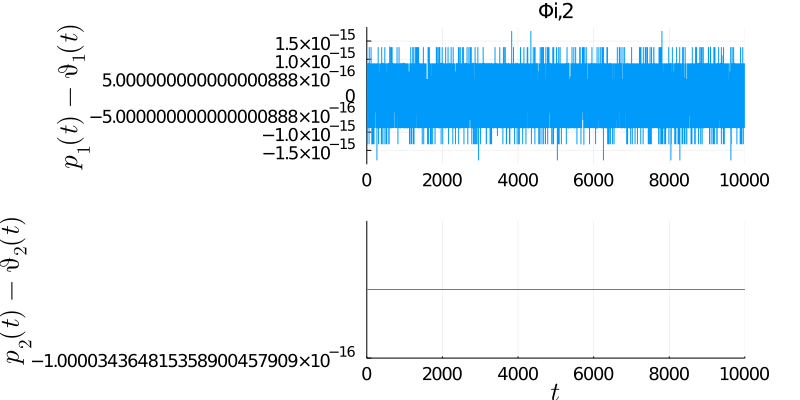 Φi,2
p₁(t) − ϑ₁(t)
1.5×10⁻¹⁵
1.0×10⁻¹⁵
5.0000000000000000888×10⁻¹⁶
0
−5.0000000000000000888×10⁻¹⁶
−1.0×10⁻¹⁵
−1.5×10⁻¹⁵
0 2000 4000 6000 8000 10000
p₂(t) − ϑ₂(t)
−1.0000343648153589004579​09×10⁻¹⁶
0 2000 4000 6000 8000 10000
t